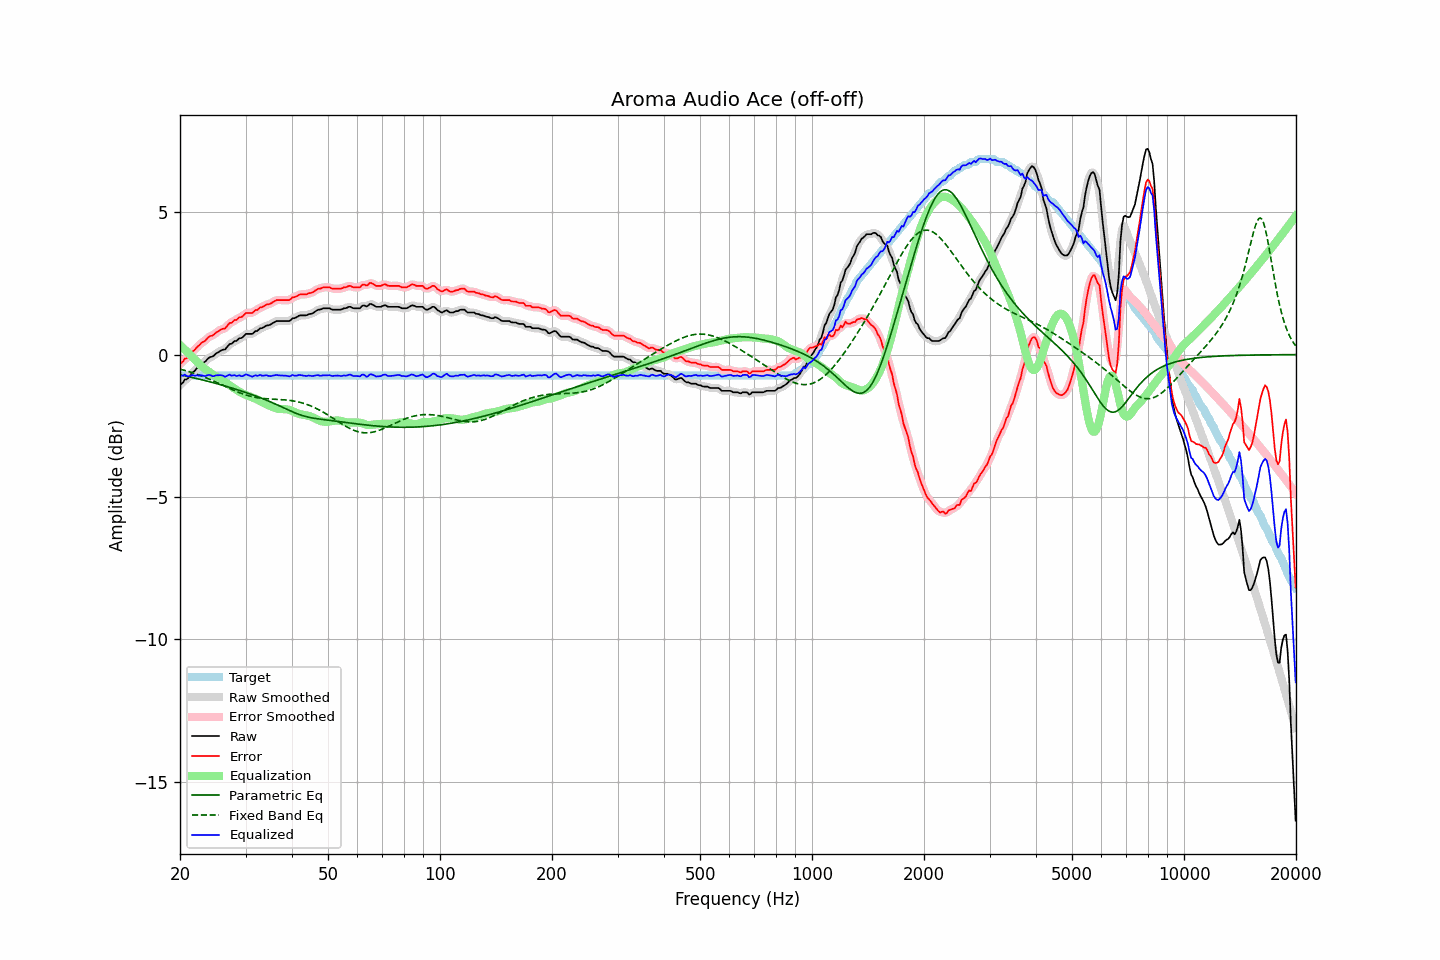 Aroma Audio Ace (off-off)
Amplitude (dBr)
5
0
−5
−10
−15
Target
Raw Smoothed
Error Smoothed
Raw
Error
Equalization
Parametric Eq
Fixed Band Eq
Equalized
20 50 100 200 500 1000 2000 5000 10000 20000
Frequency (Hz)